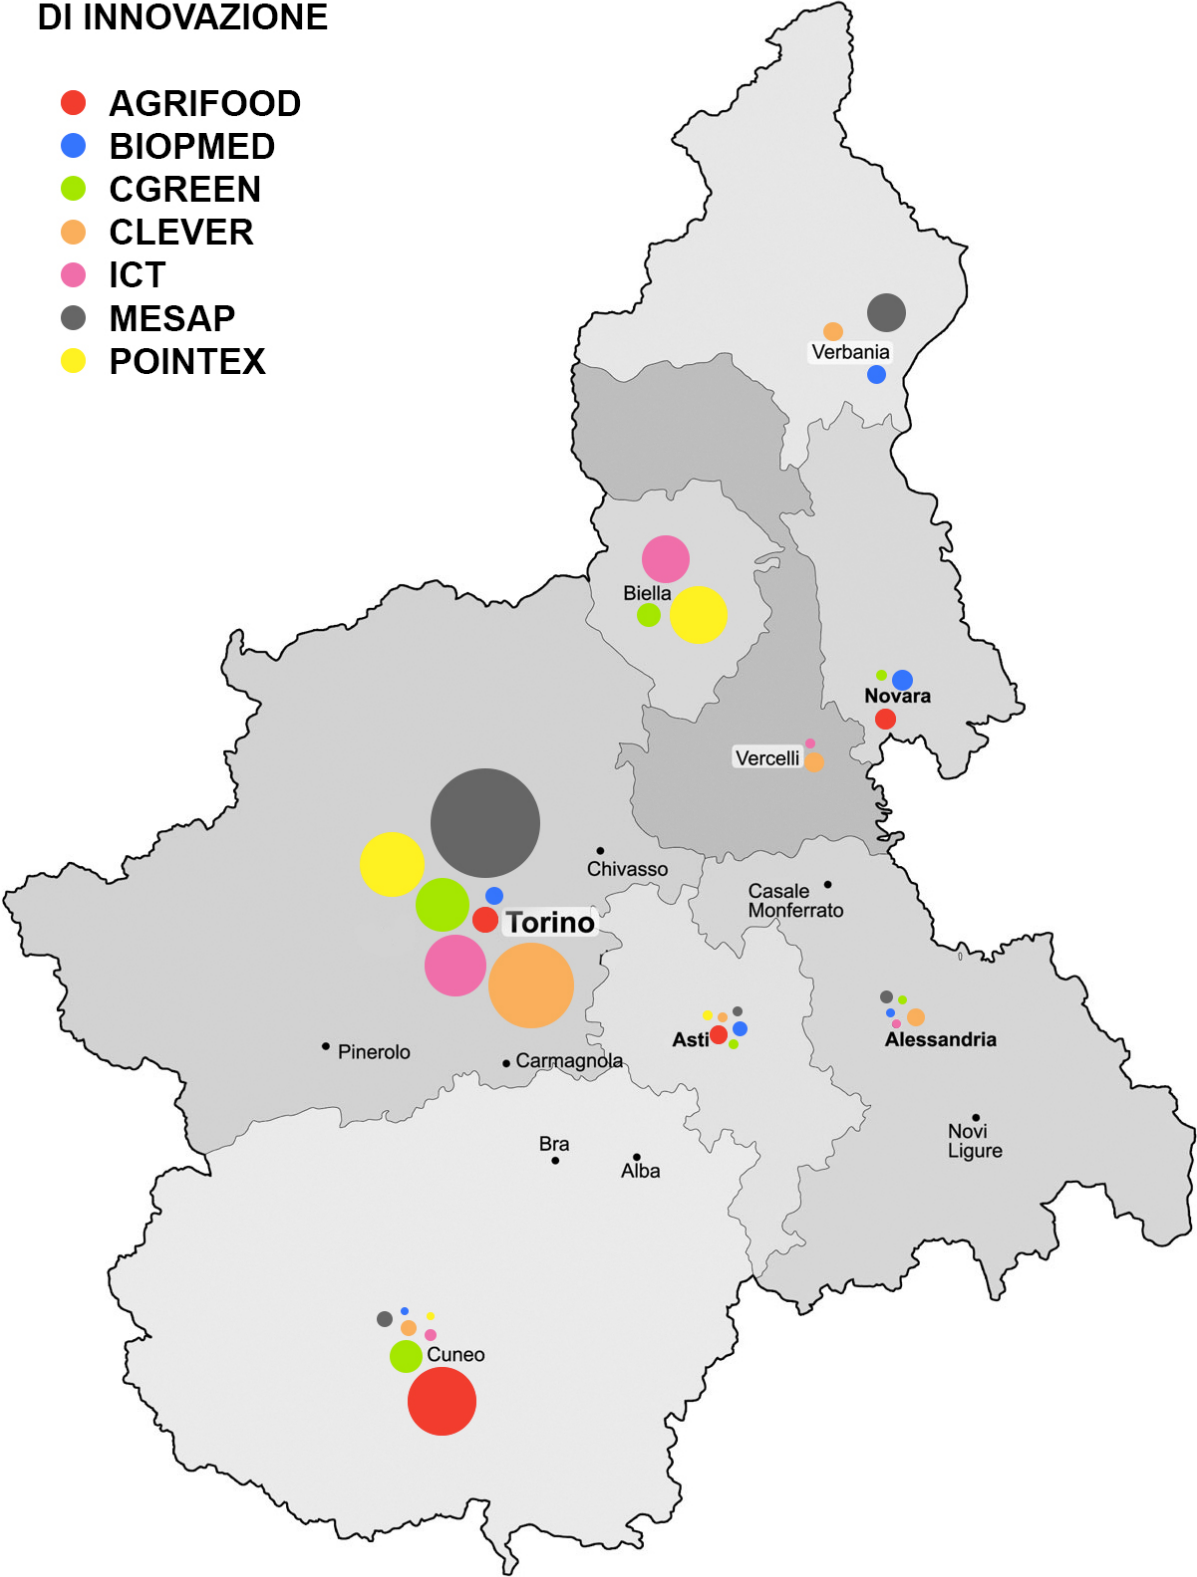 DI INNOVAZIONE
AGRIFOOD
BIOPMED
CGREEN
CLEVER
ICT
MESAP
POINTEX
Verbania
Biella
Novara
Vercelli
Chivasso
Casale
Monferrato
Torino
Asti
Alessandria
Pinerolo
Carmagnola
Novi
Ligure
Bra
Alba
Cuneo